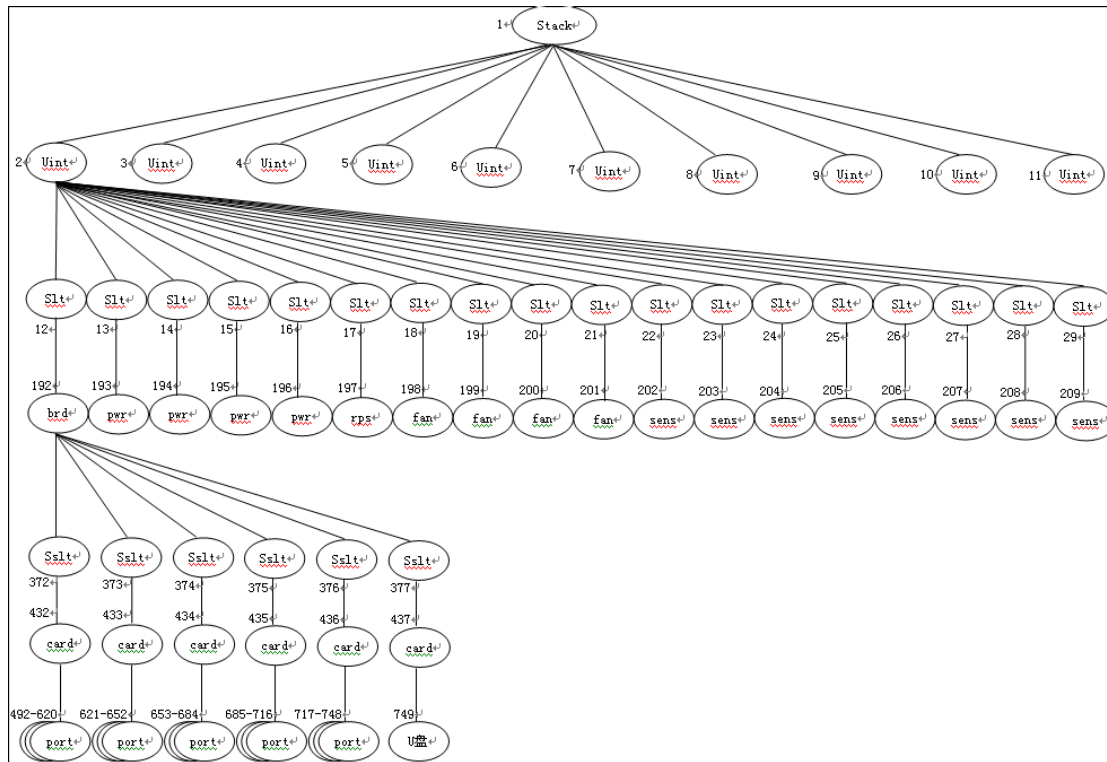 1 Stack
2 Uint 3 Uint 4 Uint 5 Uint 6 Uint 7 Uint 8 Uint 9 Uint 10 Uint 11 Uint
Slt Slt Slt Slt Slt Slt Slt Slt Slt Slt Slt Slt Slt Slt Slt Slt Slt Slt
12 13 14 15 16 17 18 19 20 21 22 23 24 25 26 27 28 29
192 193 194 195 196 197 198 199 200 201 202 203 204 205 206 207 208 209
brd pwr pwr pwr pwr rps fan fan fan fan sens sens sens sens sens sens sens sens
Sslt Sslt Sslt Sslt Sslt Sslt
372 373 374 375 376 377
432 433 434 435 436 437
card card card card card card
492-620 621-652 653-684 685-716 717-748 749
port port port port port U盘